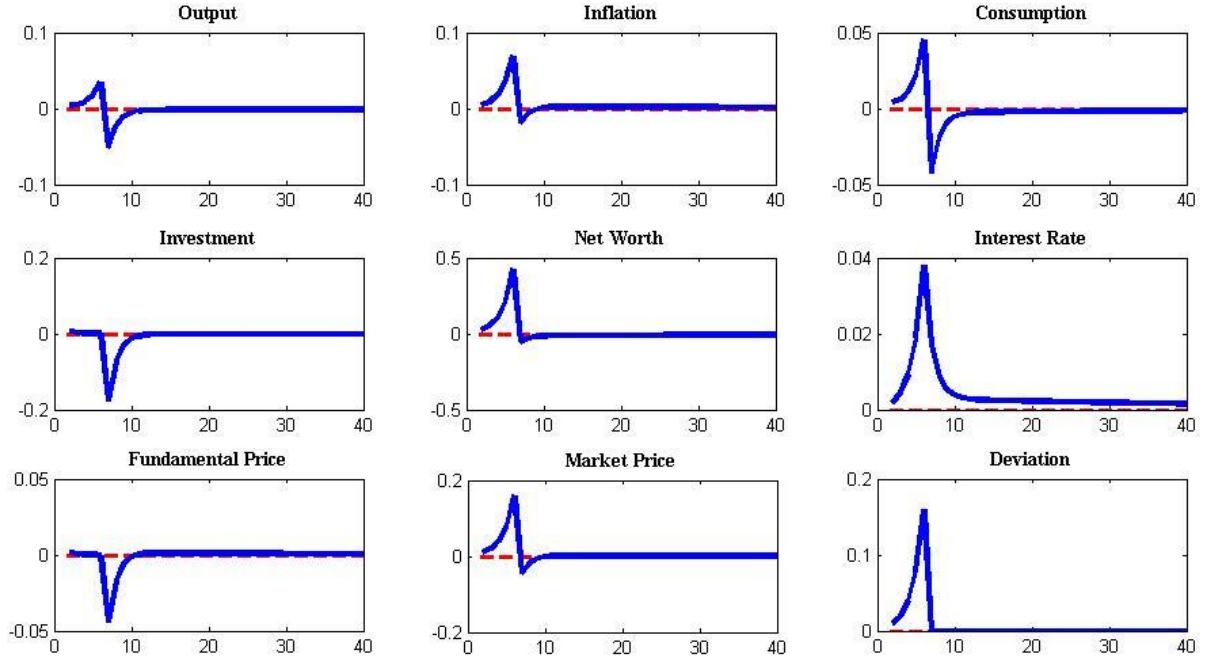 Output
0.1
0
-0.1
0 10 20 30 40
Inflation
0.1
0
-0.1
0 10 20 30 40
Consumption
0.05
0
-0.05
0 10 20 30 40
Investment
0.2
0
-0.2
0 10 20 30 40
Net Worth
0.5
0
-0.5
0 10 20 30 40
Interest Rate
0.04
0.02
0
0 10 20 30 40
Fundamental Price
0.05
0
-0.05
0 10 20 30 40
Market Price
0.2
0
-0.2
0 10 20 30 40
Deviation
0.2
0.1
0
0 10 20 30 40